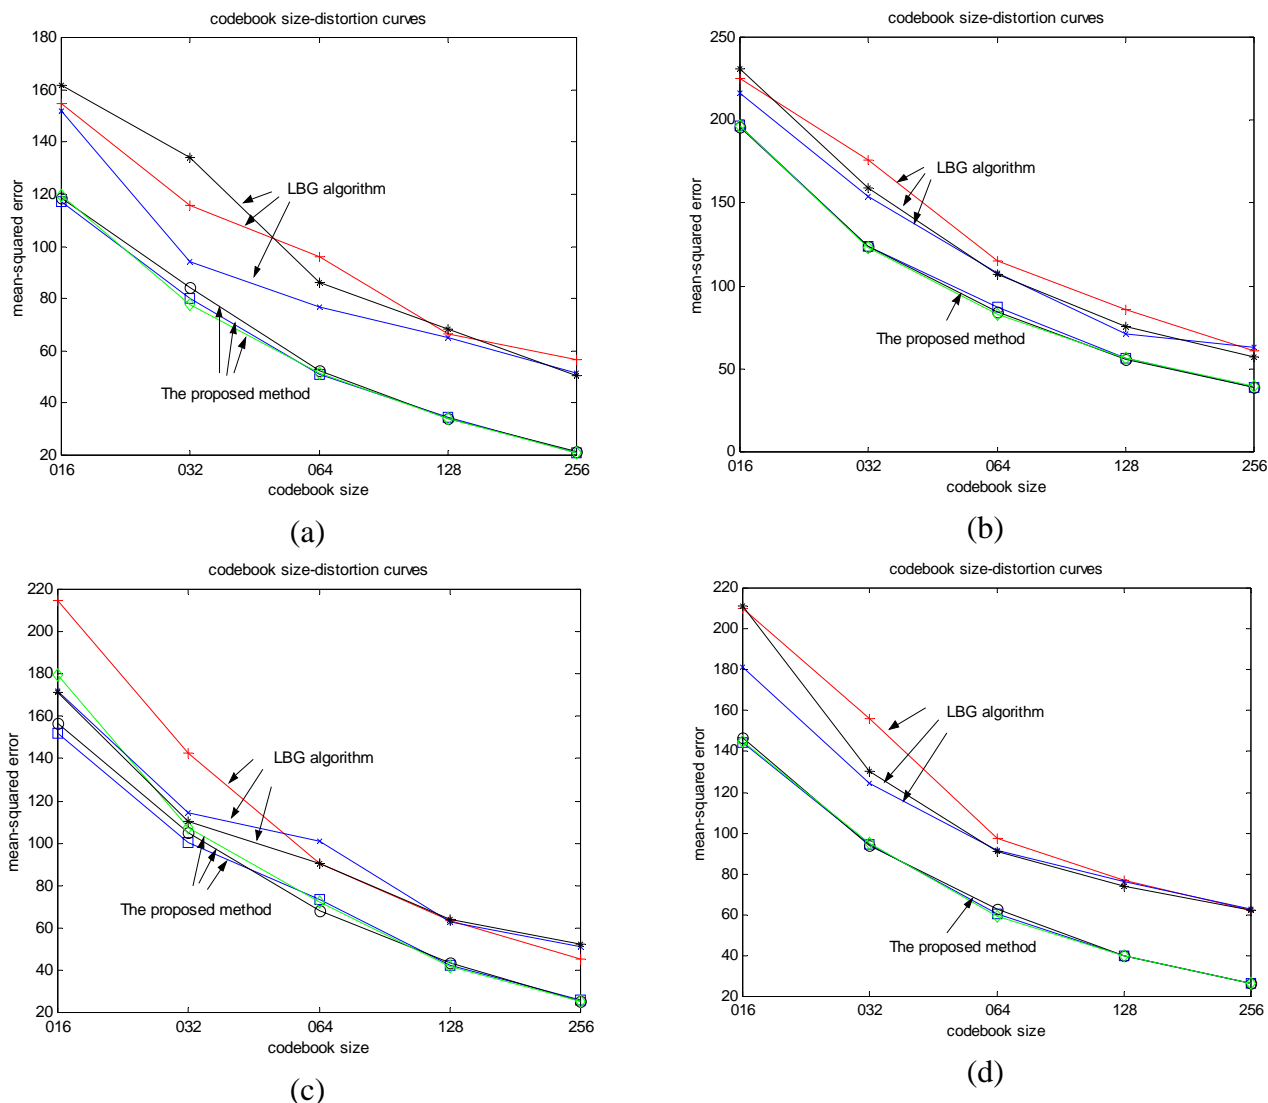 codebook size-distortion curves
180
160
140
120
100
80
60
40
20
mean-squared error
LBG algorithm
The proposed method
016 032 064 128 256
codebook size
(a)
codebook size-distortion curves
250
200
150
100
50
0
mean-squared error
LBG algorithm
The proposed method
016 032 064 128 256
codebook size
(b)
codebook size-distortion curves
220
200
180
160
140
120
100
80
60
40
20
mean-squared error
LBG algorithm
The proposed method
016 032 064 128 256
codebook size
(c)
codebook size-distortion curves
220
200
180
160
140
120
100
80
60
40
20
mean-squared error
LBG algorithm
The proposed method
016 032 064 128 256
codebook size
(d)